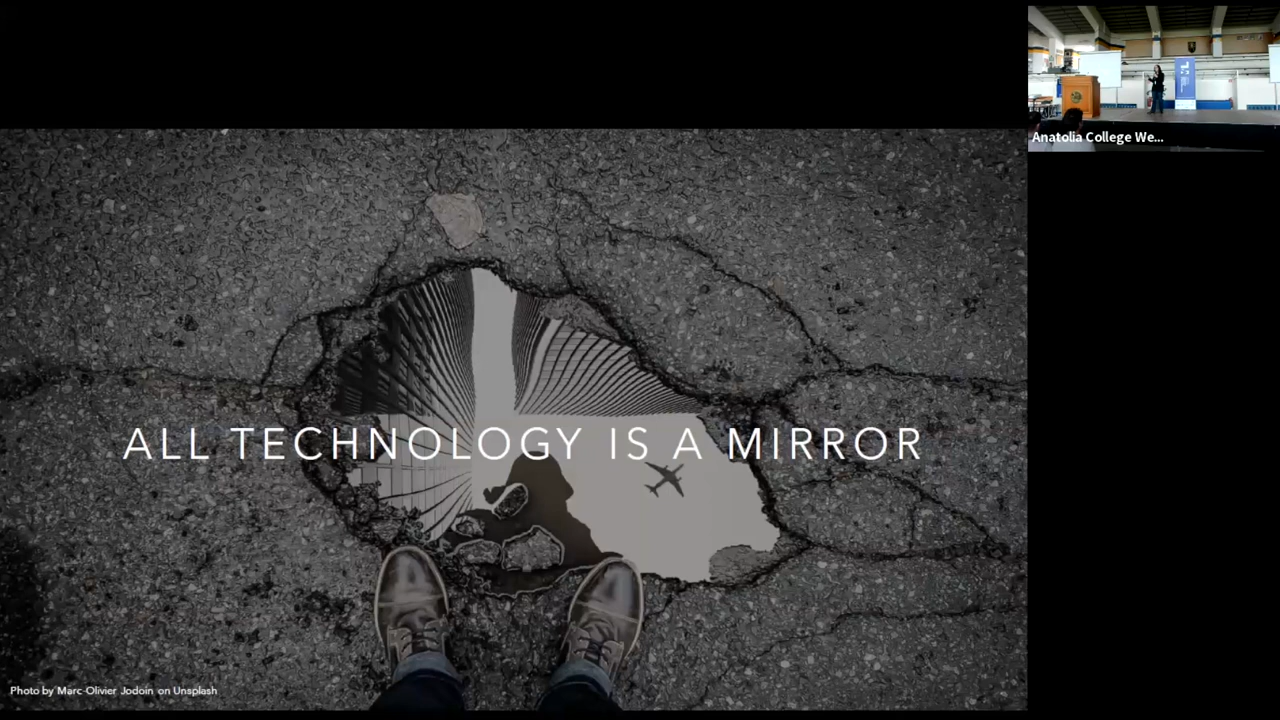 ALL TECHNOLOGY IS A MIRROR
Photo by Marc-Olivier Jodoin on Unsplash
Anatolia College We...